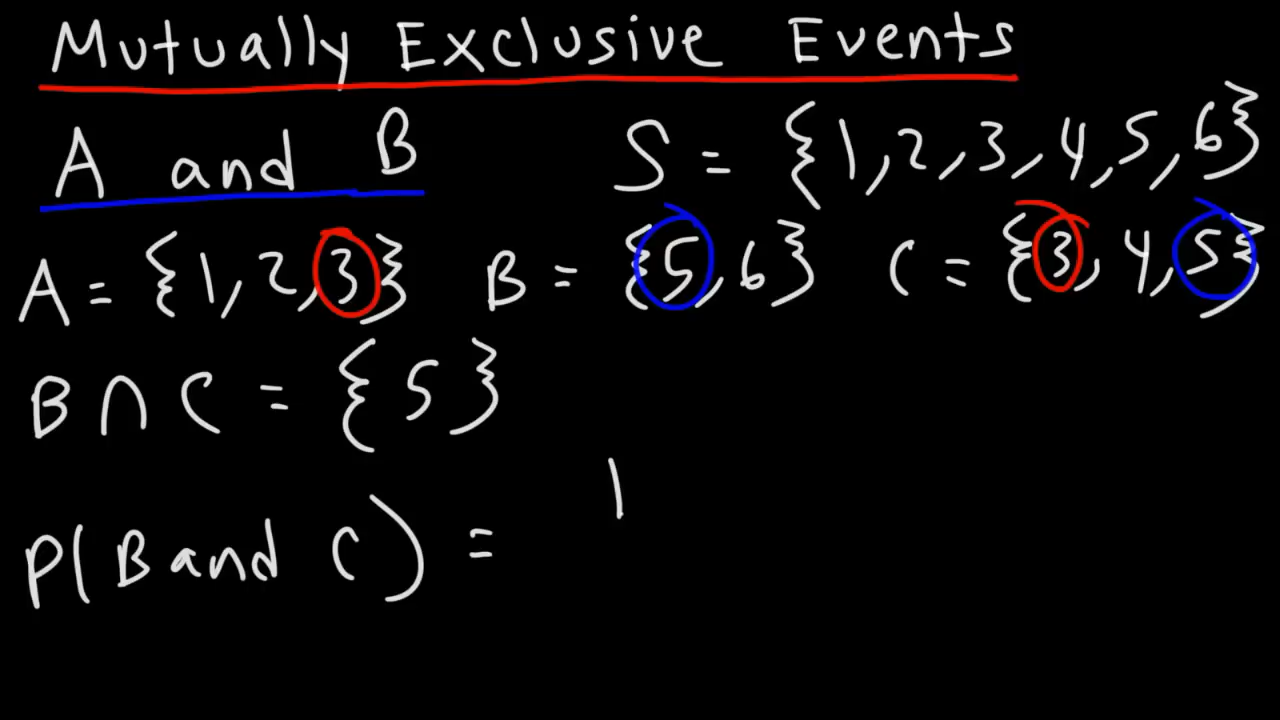 Mutually Exclusive Events
A and B
S = {1, 2, 3, 4, 5, 6}
A = {1, 2, 3} B = {5, 6} C = {3, 4, 5}
B ∩ C = {5}
P(B and C) = 1